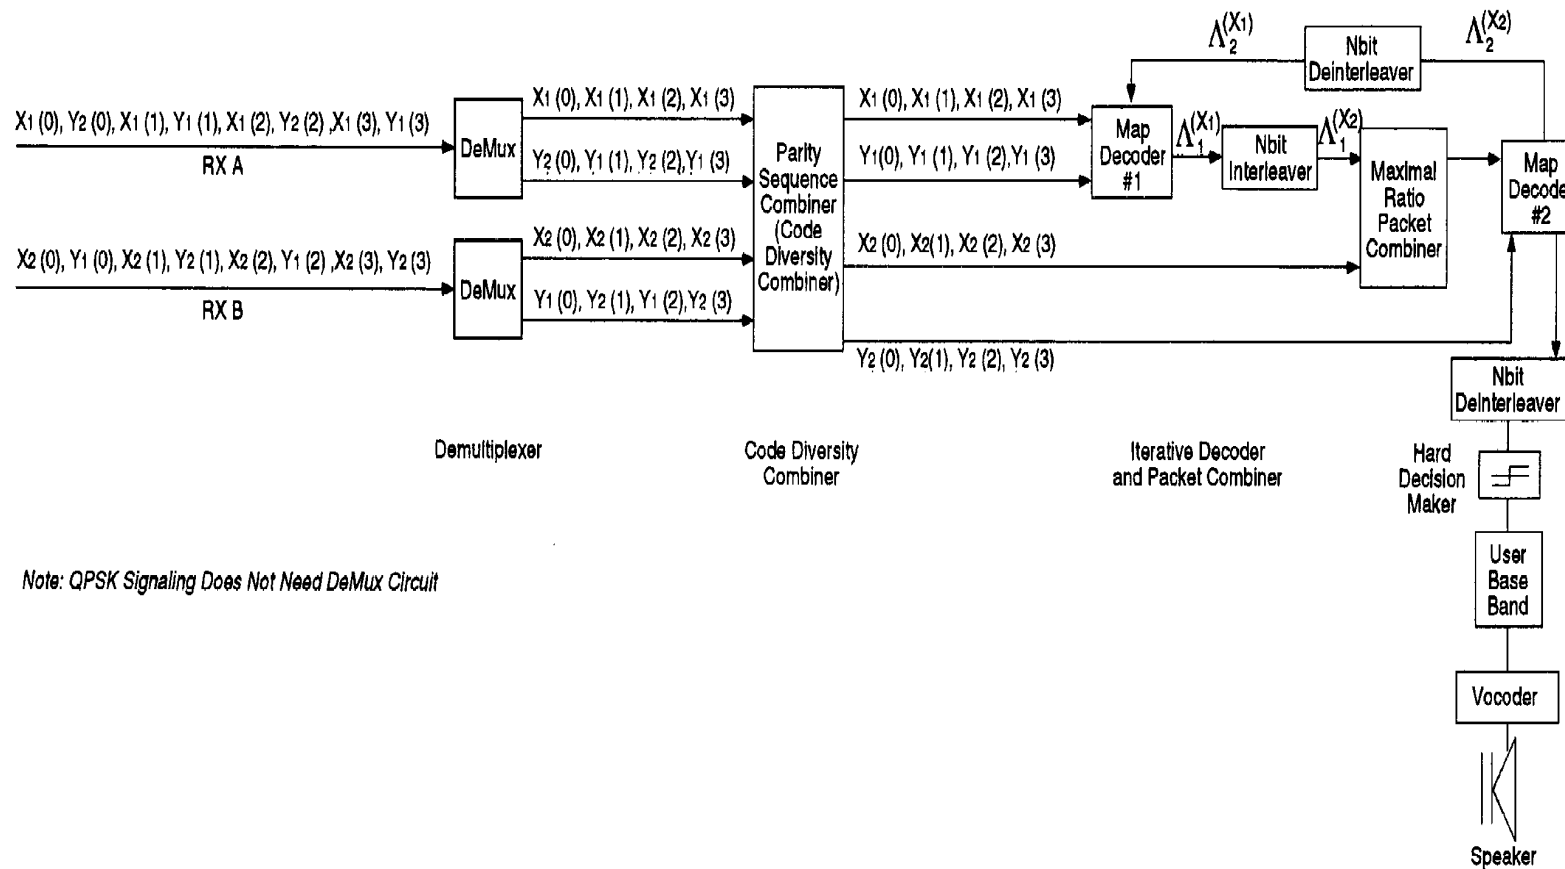 Λ₂(X1)
Nbit
Deinterleaver
Λ₂(X2)
X1 (0), Y2 (0), X1 (1), Y1 (1), X1 (2), Y2 (2) ,X1 (3), Y1 (3)
RX A
DeMux
X1 (0), X1 (1), X1 (2), X1 (3)
Y2 (0), Y1 (1), Y2 (2),Y1 (3)
X2 (0), Y1 (0), X2 (1), Y2 (1), X2 (2), Y1 (2) ,X2 (3), Y2 (3)
RX B
DeMux
X2 (0), X2 (1), X2 (2), X2 (3)
Y1 (0), Y2 (1), Y1 (2),Y2 (3)
Parity
Sequence
Combiner
(Code
Diversity
Combiner)
X1 (0), X1 (1), X1 (2), X1 (3)
Y1(0), Y1 (1), Y1 (2),Y1 (3)
X2 (0), X2(1), X2 (2), X2 (3)
Y2 (0), Y2(1), Y2 (2), Y2 (3)
Map
Decoder
#1
Λ₁(X1)
Nbit
Interleaver
Λ₁(X2)
Maximal
Ratio
Packet
Combiner
Map
Decode
#2
Nbit
DeInterleaver
Demultiplexer
Code Diversity
Combiner
Iterative Decoder
and Packet Combiner
Hard
Decision
Maker
User
Base
Band
Vocoder
Speaker
Note: QPSK Signaling Does Not Need DeMux Circuit